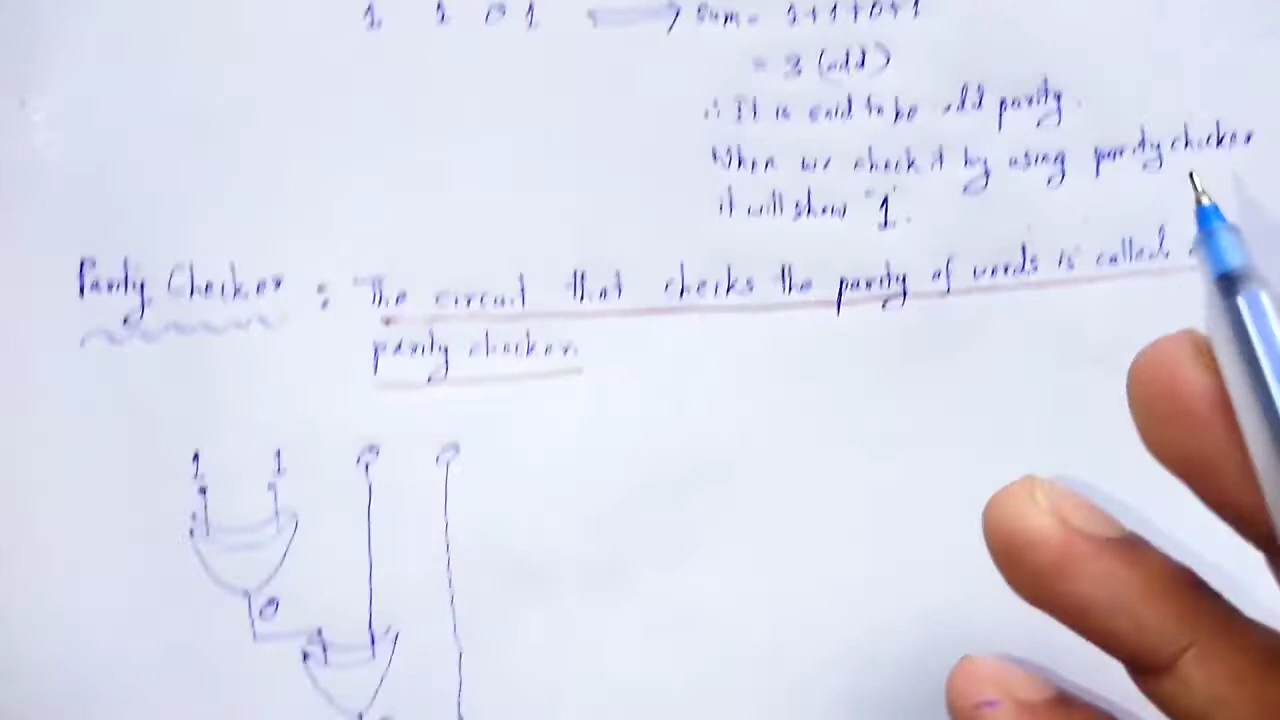 1 1 0 1 → Sum = 1+1+0+1
= 3 (odd)
∴ It is said to be odd parity.
When we check it by using parity checker
it will show "1".
Parity Checker : The circuit that checks the parity of words is called
parity checker.
1 1 0 0
0